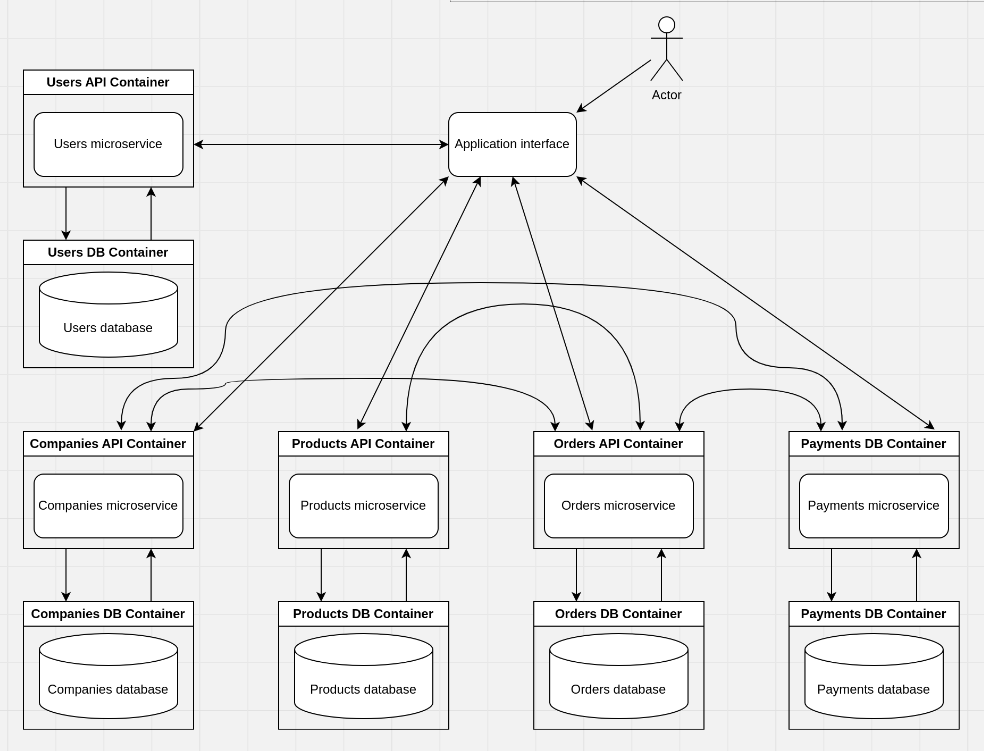 Actor
Users API Container
Users microservice
Application interface
Users DB Container
Users database
Companies API Container
Products API Container
Orders API Container
Payments DB Container
Companies microservice
Products microservice
Orders microservice
Payments microservice
Companies DB Container
Products DB Container
Orders DB Container
Payments DB Container
Companies database
Products database
Orders database
Payments database